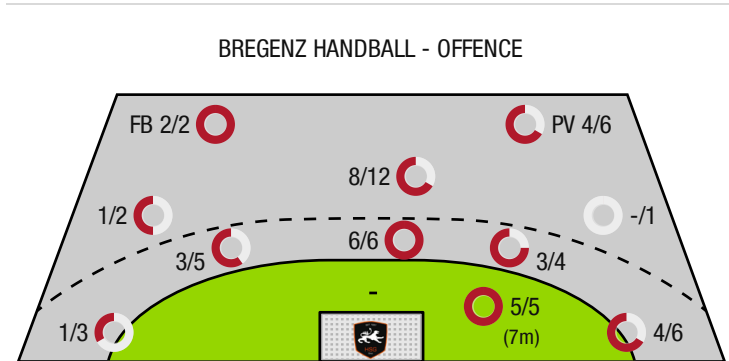 BREGENZ HANDBALL - OFFENCE
FB 2/2
PV 4/6
8/12
1/2
-/1
3/5
6/6
3/4
-
5/5
(7m)
1/3
4/6